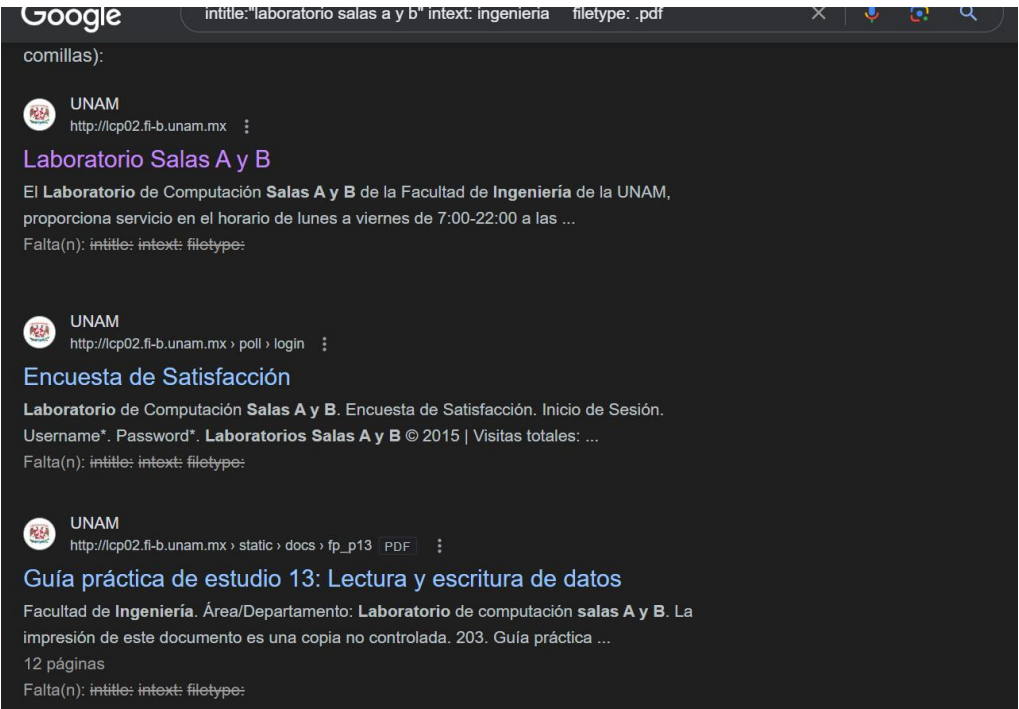 Google intitle:"laboratorio salas a y b" intext: ingenieria filetype: .pdf
comillas):
UNAM
http://lcp02.fi-b.unam.mx
Laboratorio Salas A y B
El Laboratorio de Computación Salas A y B de la Facultad de Ingeniería de la UNAM,
proporciona servicio en el horario de lunes a viernes de 7:00-22:00 a las ...
Falta(n): intitle: intext: filetype:
UNAM
http://lcp02.fi-b.unam.mx › poll › login
Encuesta de Satisfacción
Laboratorio de Computación Salas A y B. Encuesta de Satisfacción. Inicio de Sesión.
Username*. Password*. Laboratorios Salas A y B © 2015 | Visitas totales: ...
Falta(n): intitle: intext: filetype:
UNAM
http://lcp02.fi-b.unam.mx › static › docs › fp_p13 PDF
Guía práctica de estudio 13: Lectura y escritura de datos
Facultad de Ingeniería. Área/Departamento: Laboratorio de computación salas A y B. La
impresión de este documento es una copia no controlada. 203. Guía práctica ...
12 páginas
Falta(n): intitle: intext: filetype: